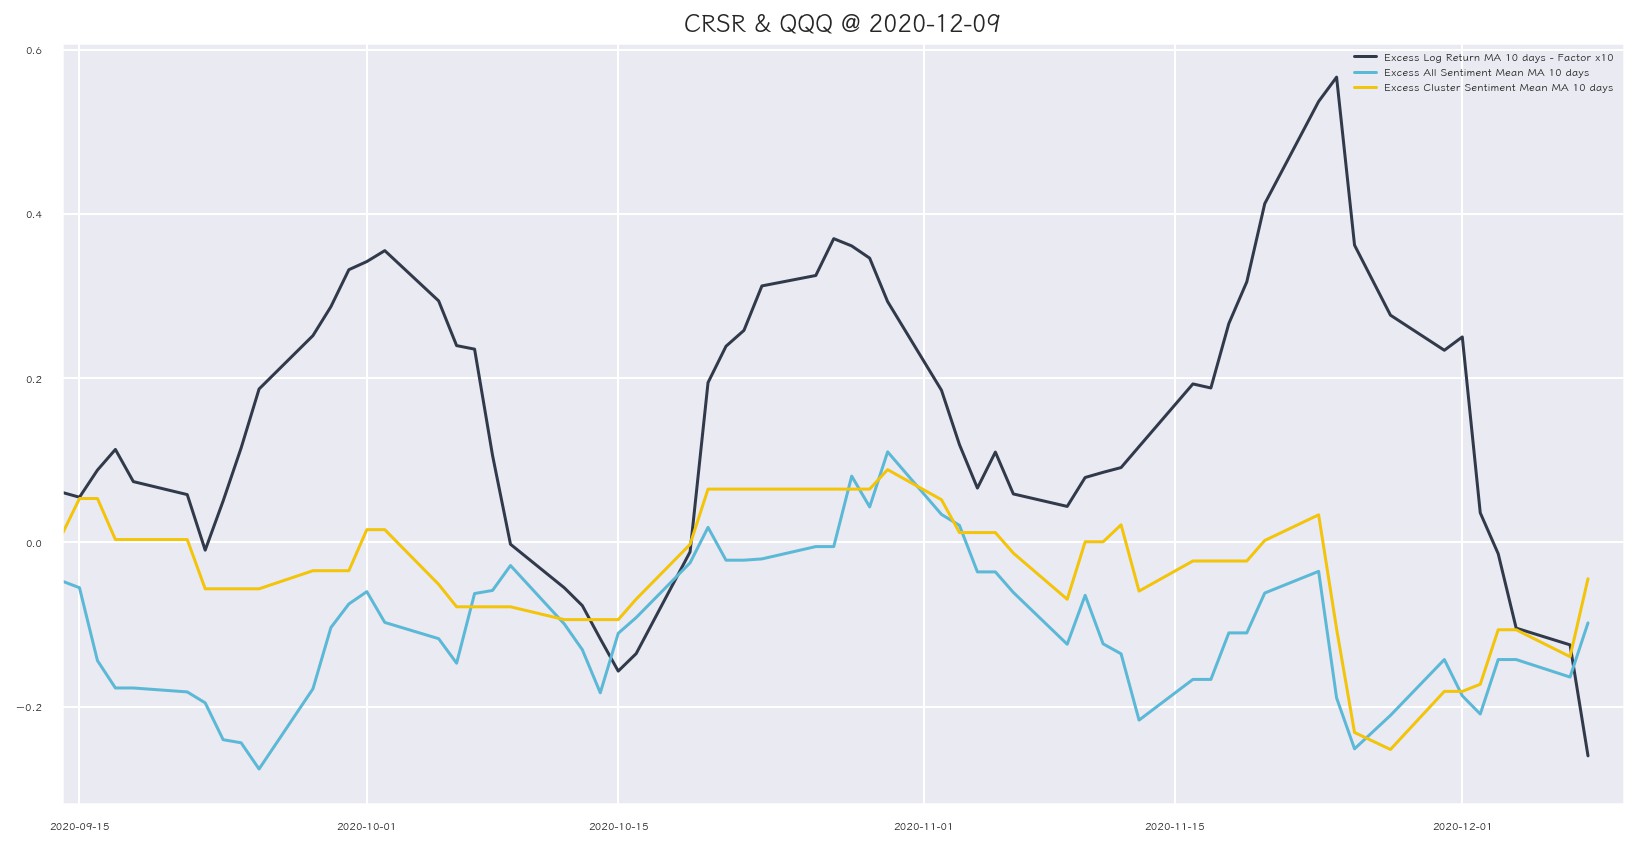 CRSR & QQQ @ 2020-12-09
Excess Log Return MA 10 days - Factor x10
Excess All Sentiment Mean MA 10 days
Excess Cluster Sentiment Mean MA 10 days
0.6
0.4
0.2
0.0
−0.2
2020-09-15
2020-10-01
2020-10-15
2020-11-01
2020-11-15
2020-12-01